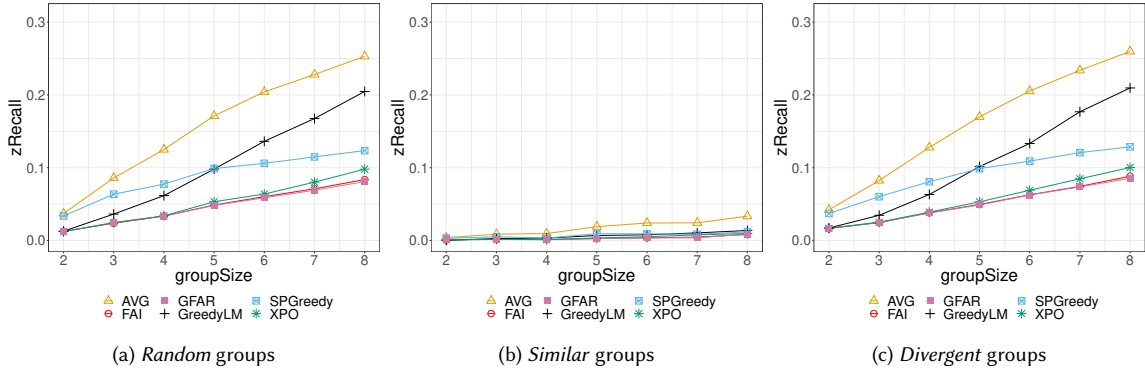 0.3
0.2
0.1
0.0
zRecall
2 3 4 5 6 7 8
groupSize
AVG GFAR SPGreedy
FAI GreedyLM XPO
(a) Random groups
0.3
0.2
0.1
0.0
zRecall
2 3 4 5 6 7 8
groupSize
AVG GFAR SPGreedy
FAI GreedyLM XPO
(b) Similar groups
0.3
0.2
0.1
0.0
zRecall
2 3 4 5 6 7 8
groupSize
AVG GFAR SPGreedy
FAI GreedyLM XPO
(c) Divergent groups